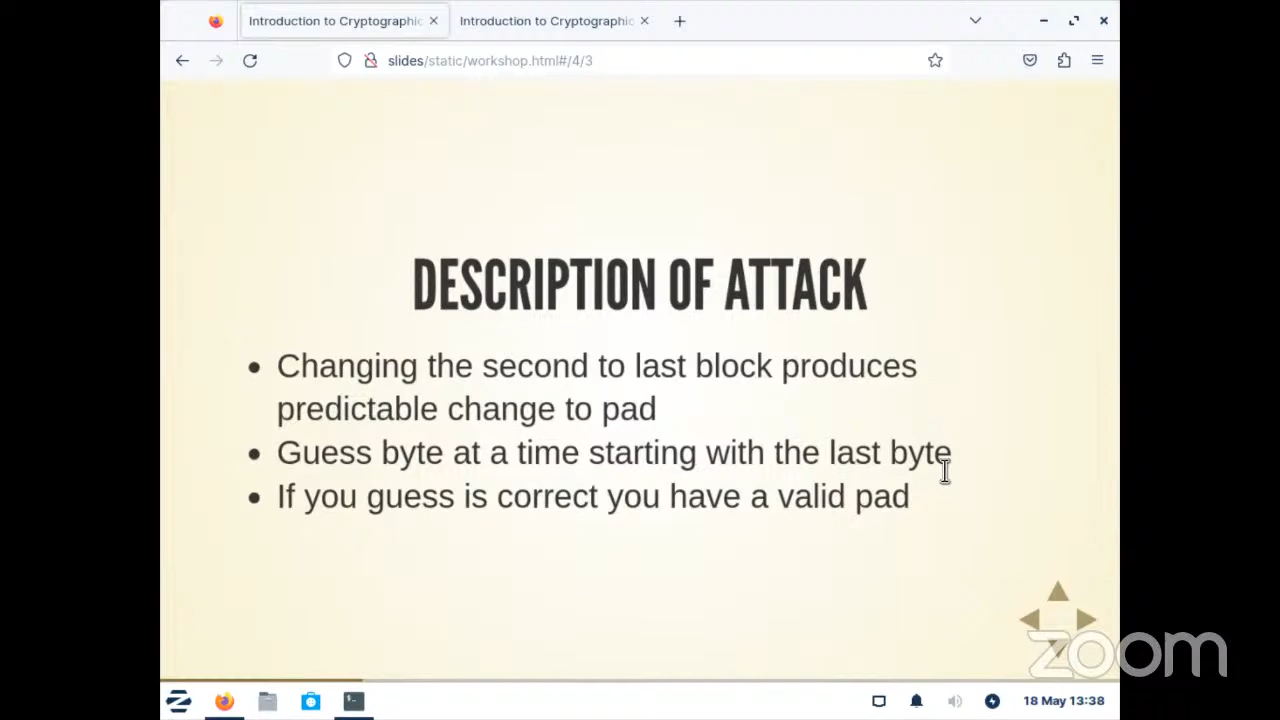 Introduction to Cryptographic
Introduction to Cryptographic
slides/static/workshop.html#/4/3
DESCRIPTION OF ATTACK
Changing the second to last block produces
predictable change to pad
Guess byte at a time starting with the last byte
If you guess is correct you have a valid pad
zoom
18 May 13:38